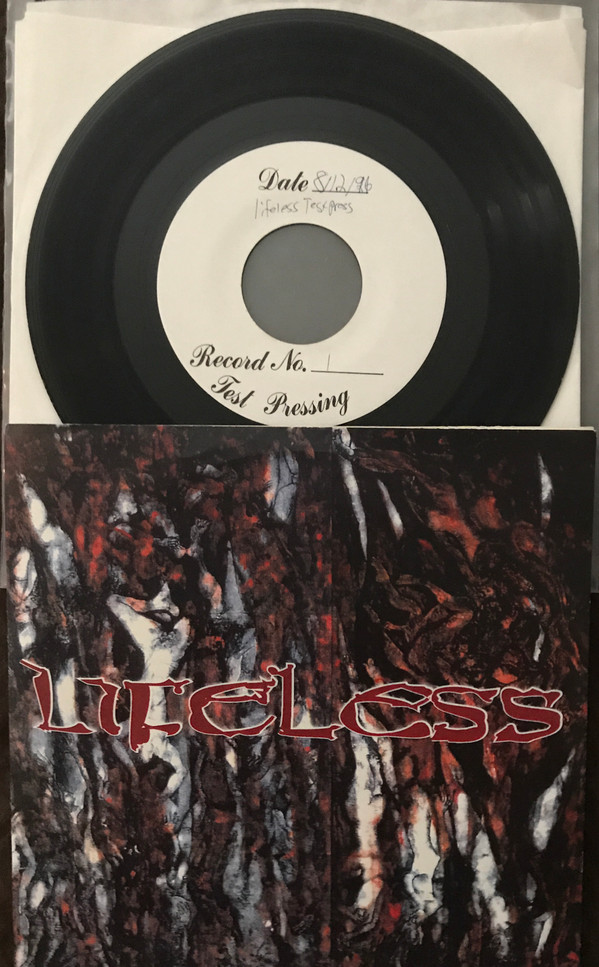 Date 8/12/96
lifeless Testpress
Record No. 1
Test Pressing
LIFELESS